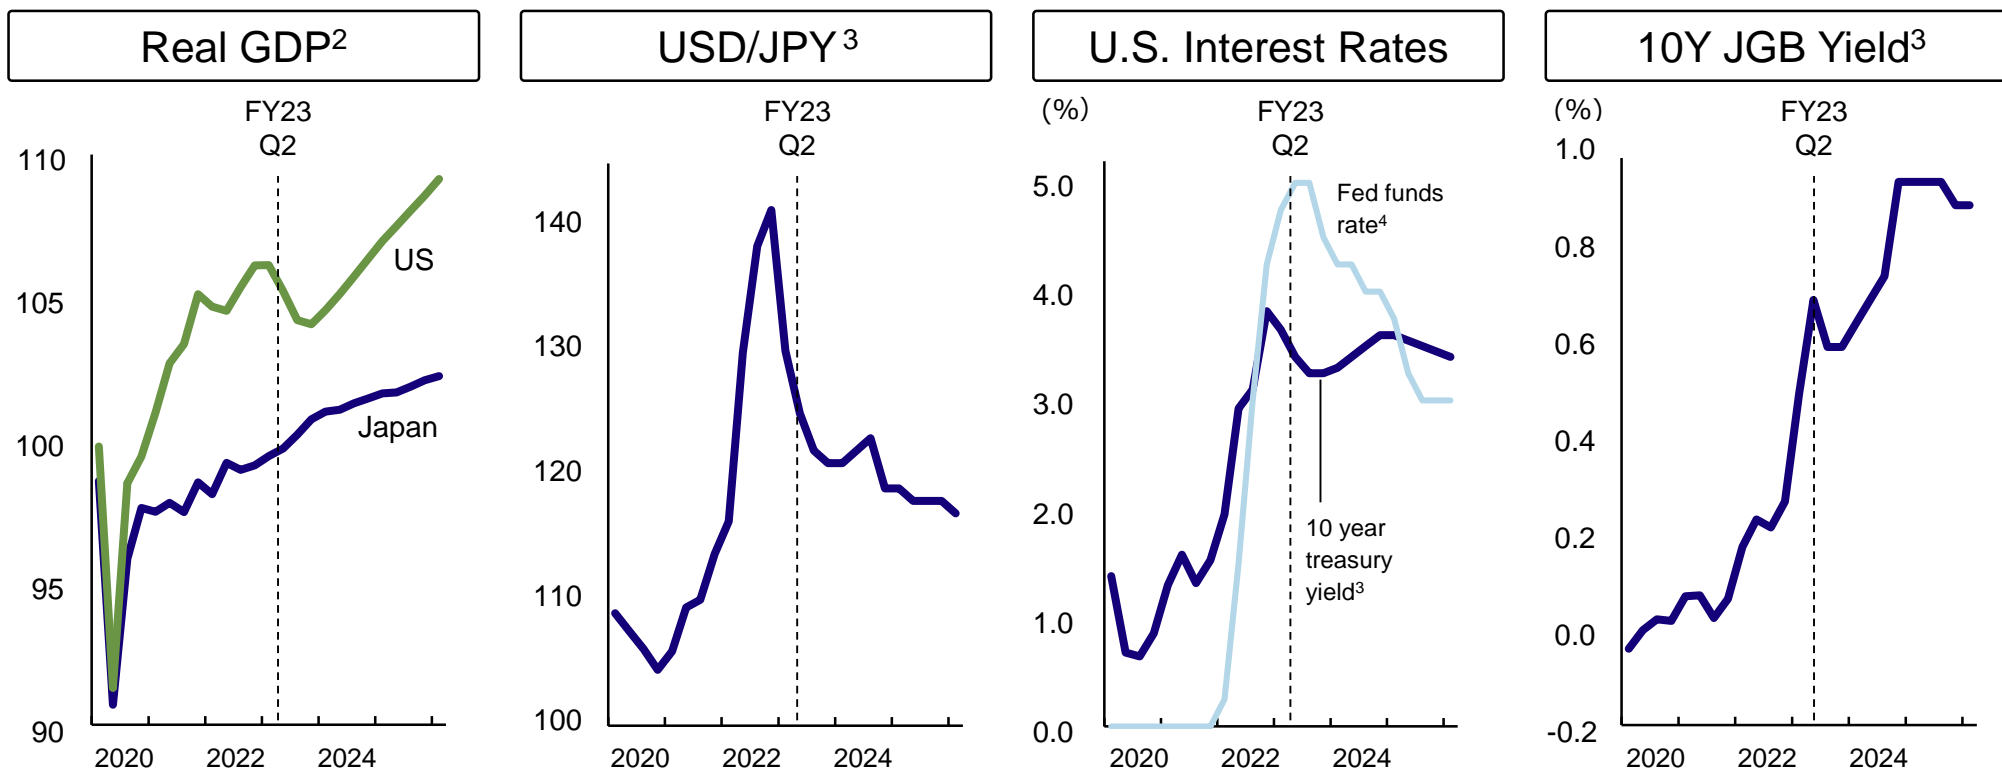 Real GDP2
FY23
Q2
110
105
100
95
90
US
Japan
2020 2022 2024
USD/JPY3
FY23
Q2
140
130
120
110
100
2020 2022 2024
U.S. Interest Rates
(%)
FY23
Q2
5.0
4.0
3.0
2.0
1.0
0.0
Fed funds
rate4
10 year
treasury
yield3
2020 2022 2024
10Y JGB Yield3
(%)
FY23
Q2
1.0
0.8
0.6
0.4
0.2
0.0
-0.2
2020 2022 2024